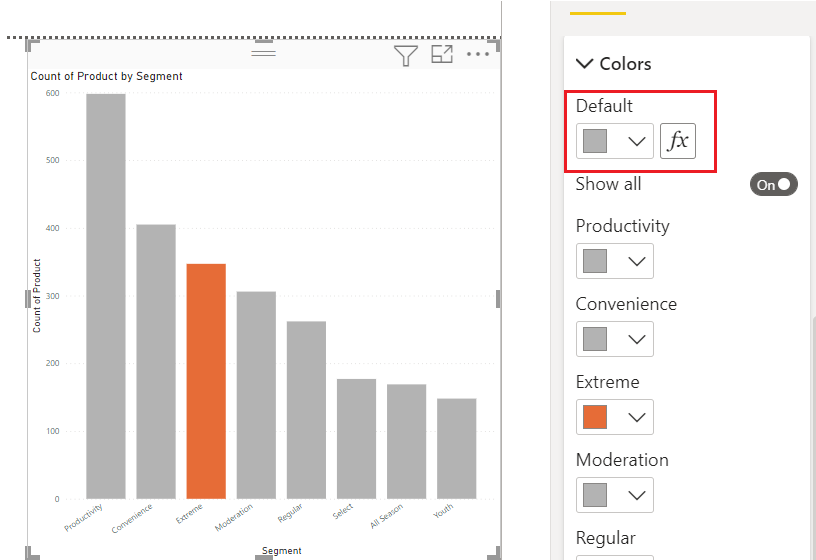 Count of Product by Segment
600
500
400
300
200
100
0
Count of Product
Productivity
Convenience
Extreme
Moderation
Regular
Select
All Season
Youth
Segment
Colors
Default
fx
Show all
On
Productivity
Convenience
Extreme
Moderation
Regular